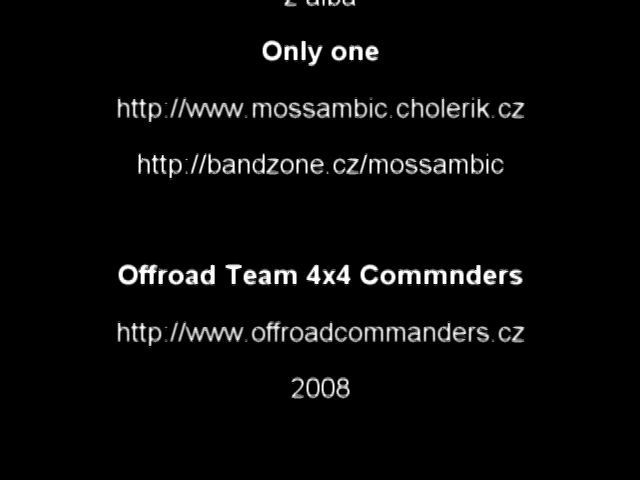 z alba
Only one
http://www.mossambic.cholerik.cz
http://bandzone.cz/mossambic
Offroad Team 4x4 Commnders
http://www.offroadcommanders.cz
2008